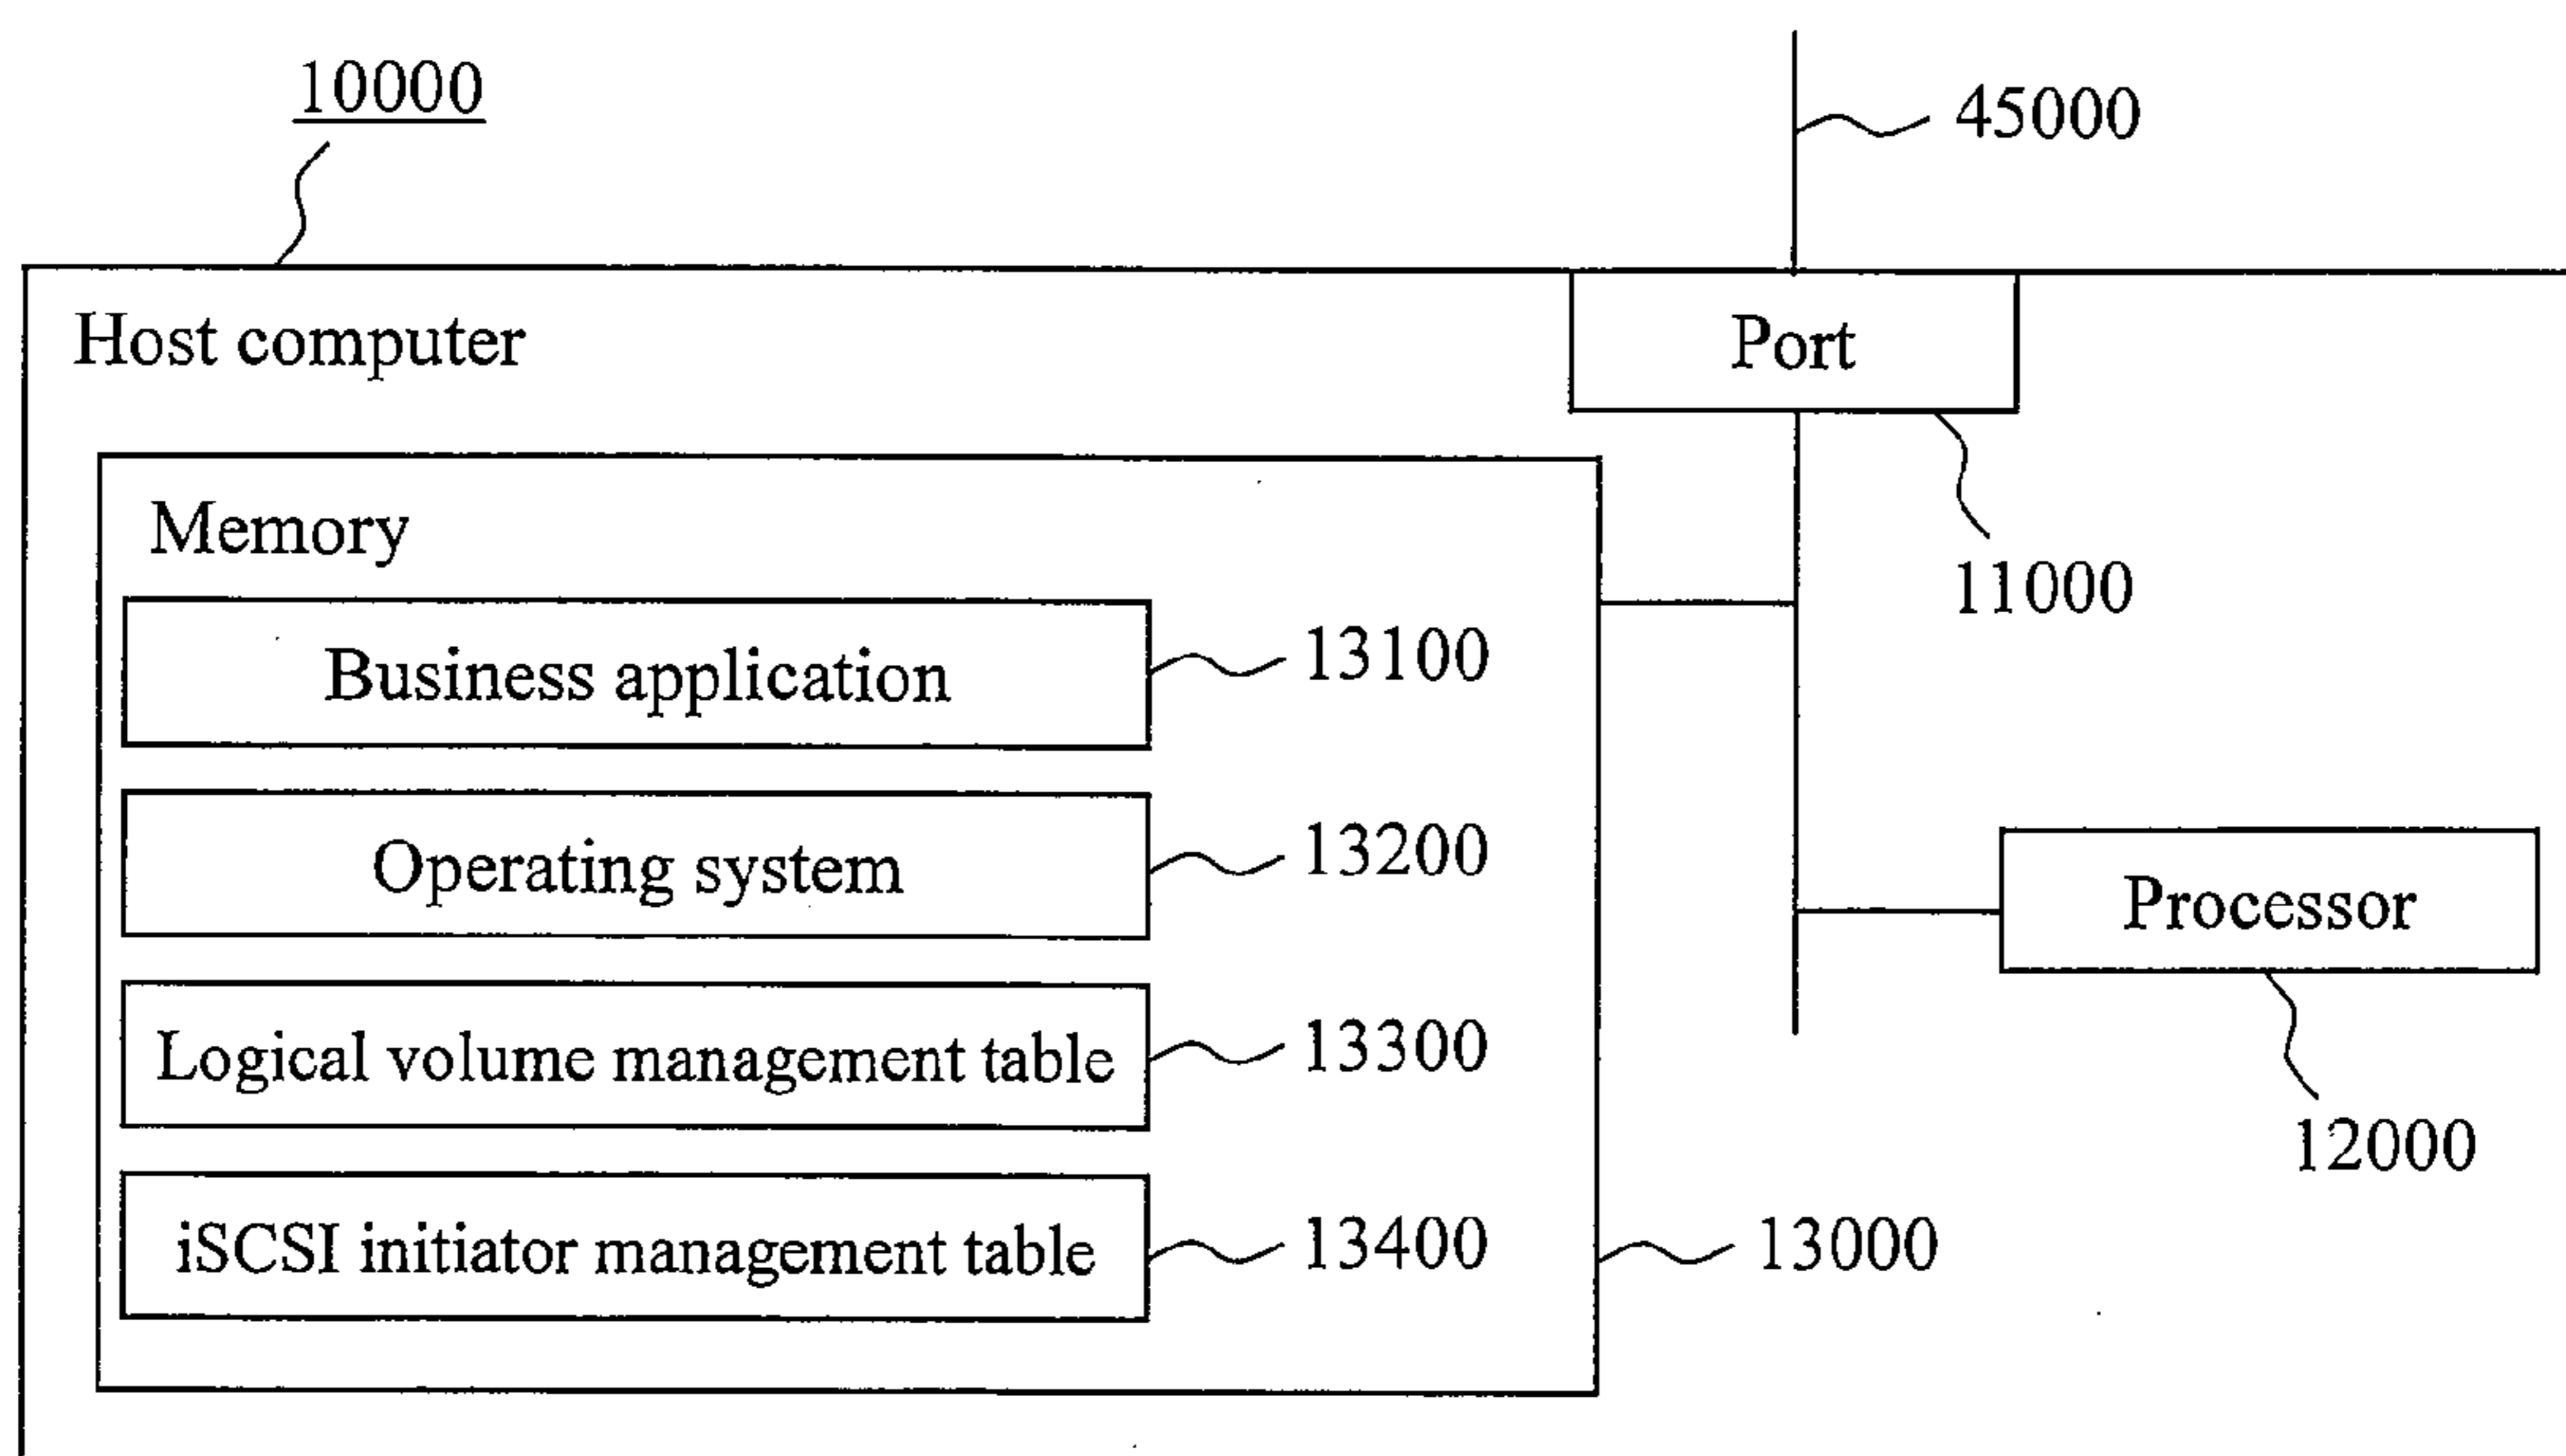 10000
45000
Host computer
Port
Memory
11000
Business application
13100
Operating system
13200
Processor
Logical volume management table
13300
12000
iSCSI initiator management table
13400
13000